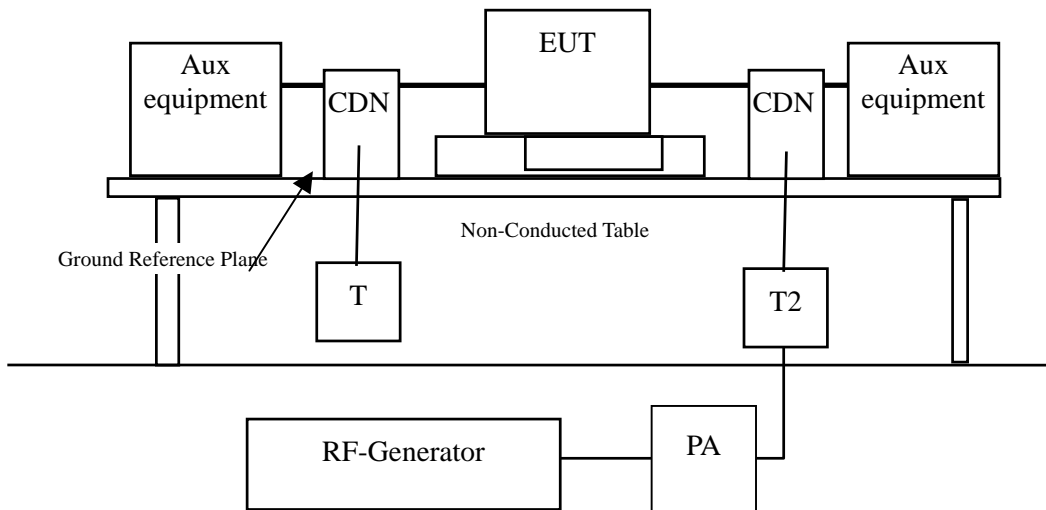 EUT
Aux
equipment
CDN
CDN
Aux
equipment
Non-Conducted Table
Ground Reference Plane
T
T2
RF-Generator
PA